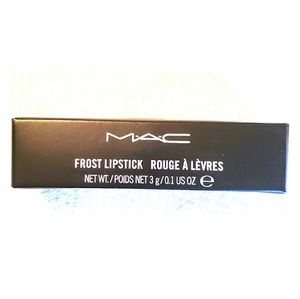 MAC
FROST LIPSTICK ROUGE À LÈVRES
NET WT./POIDS NET 3 g/0.1 US OZ ℮